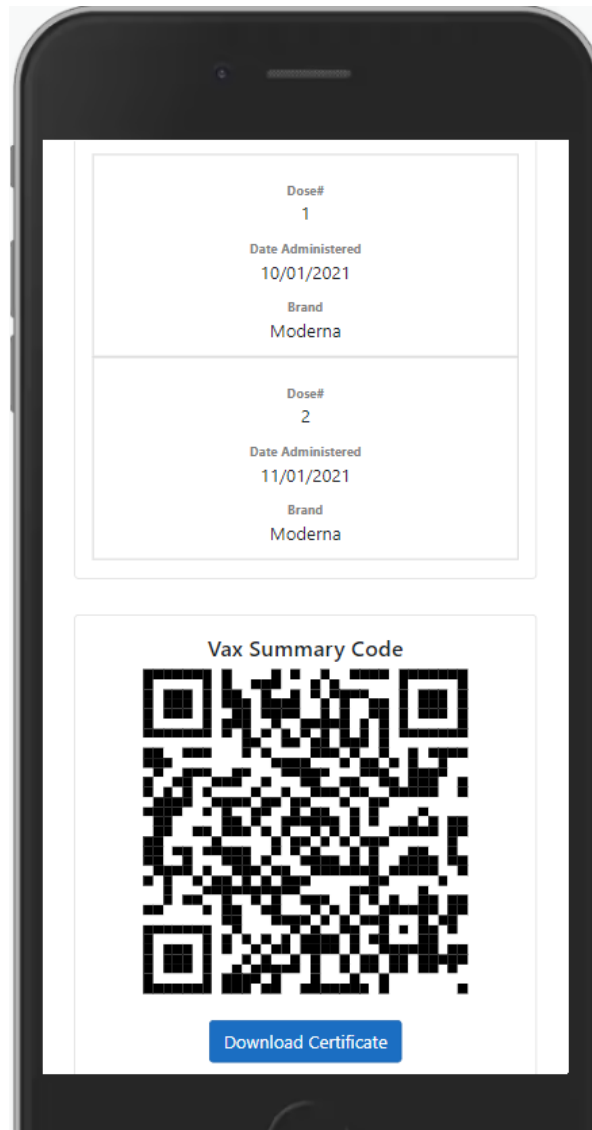 Dose#
1
Date Administered
10/01/2021
Brand
Moderna
Dose#
2
Date Administered
11/01/2021
Brand
Moderna
Vax Summary Code
Download Certificate